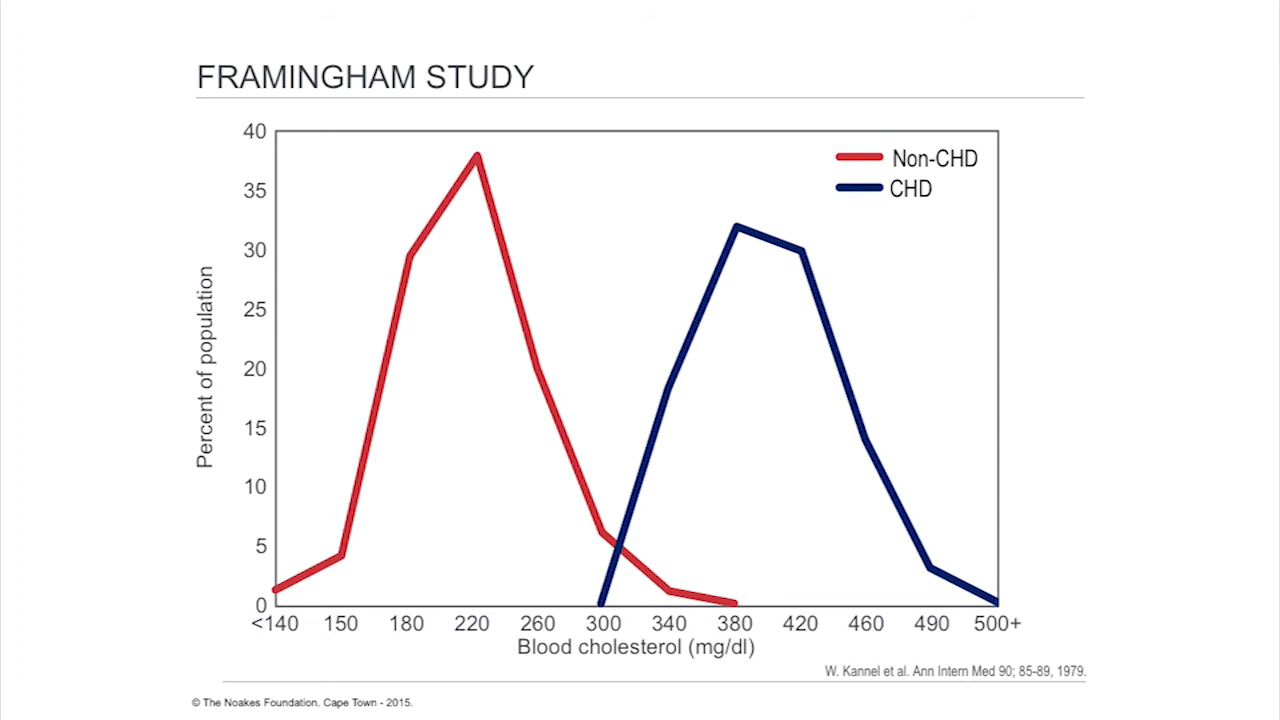 FRAMINGHAM STUDY
40
35
30
25
20
15
10
5
0
Percent of population
Non-CHD
CHD
<140 150 180 220 260 300 340 380 420 460 490 500+
Blood cholesterol (mg/dl)
W. Kannel et al. Ann Intern Med 90; 85-89, 1979.
© The Noakes Foundation. Cape Town - 2015.